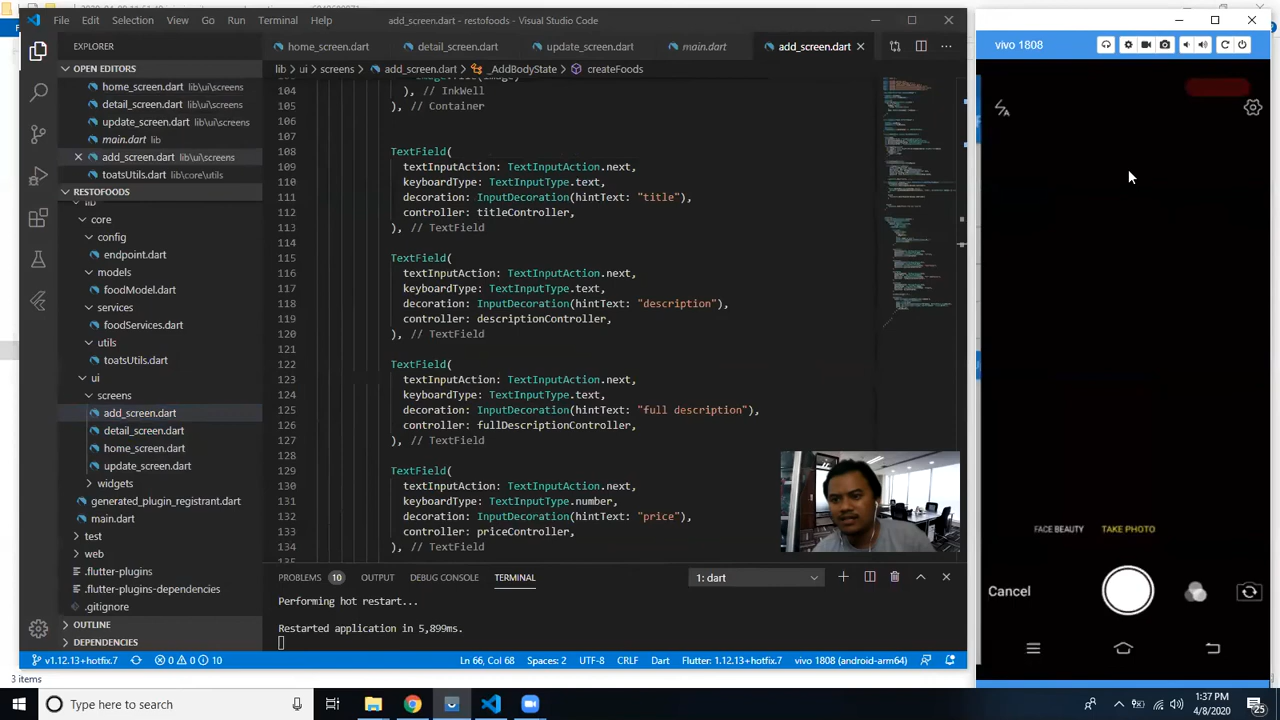 File Edit Selection View Go Run Terminal Help
add_screen.dart - restofoods - Visual Studio Code
EXPLORER
home_screen.dart detail_screen.dart update_screen.dart main.dart add_screen.dart
vivo 1808
OPEN EDITORS
lib > ui > screens > add_screen.dart > _AddBodyState > createFoods
home_screen.dart lib\ui\screens
update_screen.dart lib\ui\screens
add_screen.dart lib\ui\screens
toatsUtils.dart lib\core\utils
RESTOFOODS
lib
core
config
endpoint.dart
models
foodModel.dart
services
foodServices.dart
utils
toatsUtils.dart
ui
screens
add_screen.dart
detail_screen.dart
home_screen.dart
update_screen.dart
widgets
generated_plugin_registrant.dart
main.dart
test
web
.flutter-plugins
.flutter-plugins-dependencies
.gitignore
OUTLINE
DEPENDENCIES
104 ), // InkWell
105 ), // Container
106
107
108 TextField(
109 textInputAction: TextInputAction.next,
110 keyboardType: TextInputType.text,
111 decoration: InputDecoration(hintText: "title"),
112 controller: titleController,
113 ), // TextField
114
115 TextField(
116 textInputAction: TextInputAction.next,
117 keyboardType: TextInputType.text,
118 decoration: InputDecoration(hintText: "description"),
119 controller: descriptionController,
120 ), // TextField
121
122 TextField(
123 textInputAction: TextInputAction.next,
124 keyboardType: TextInputType.text,
125 decoration: InputDecoration(hintText: "full description"),
126 controller: fullDescriptionController,
127 ), // TextField
128
129 TextField(
130 textInputAction: TextInputAction.next,
131 keyboardType: TextInputType.number,
132 decoration: InputDecoration(hintText: "price"),
133 controller: priceController,
134 ), // TextField
PROBLEMS 10 OUTPUT DEBUG CONSOLE TERMINAL 1: dart
Performing hot restart...
Restarted application in 5,899ms.
v1.12.13+hotfix.7 0 0 10 Ln 66, Col 68 Spaces: 2 UTF-8 CRLF Dart Flutter: 1.12.13+hotfix.7 vivo 1808 (android-arm64)
FACE BEAUTY TAKE PHOTO
Cancel
3 items
Type here to search
1:37 PM
4/8/2020
25